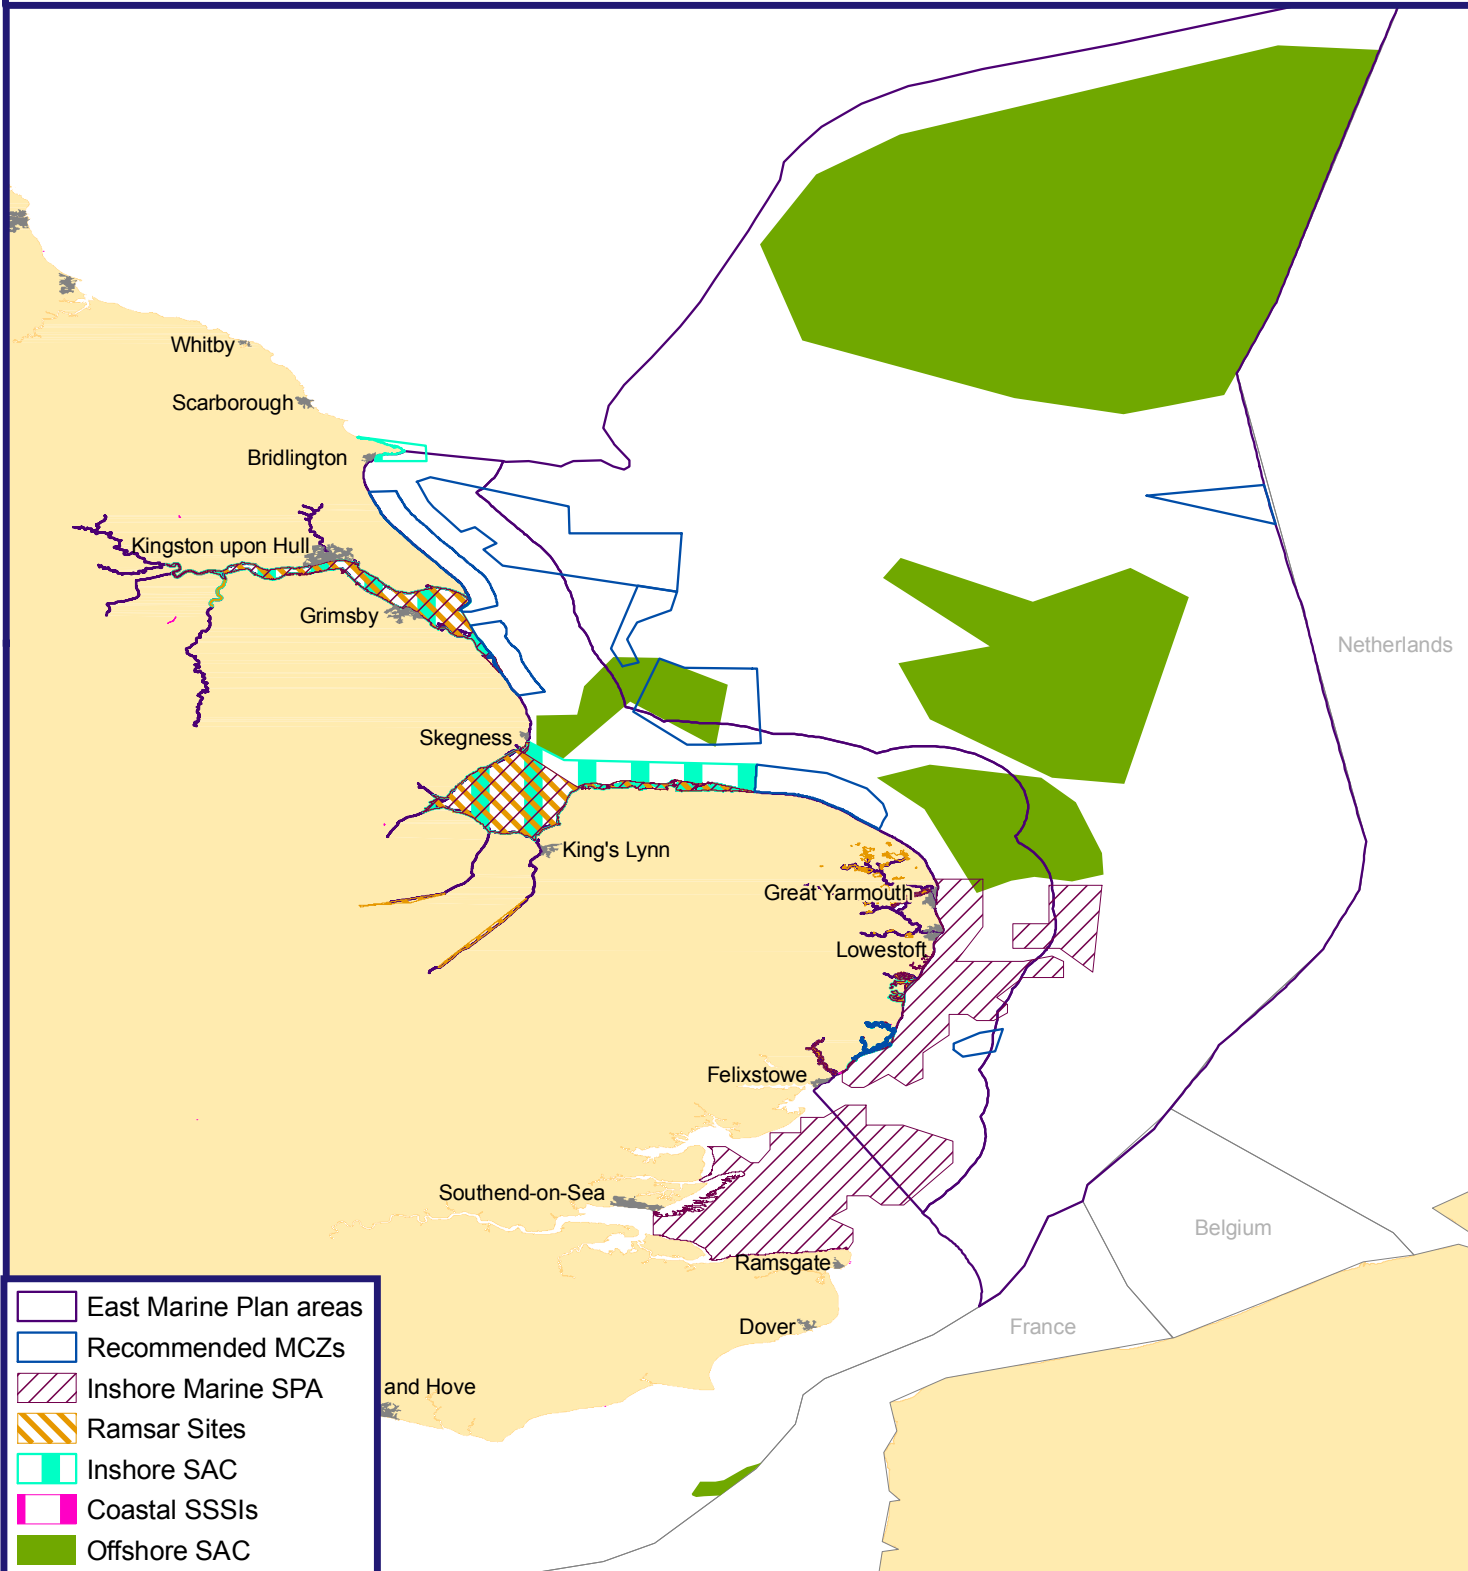 Whitby
Scarborough
Bridlington
Kingston upon Hull
Grimsby
Netherlands
Skegness
King's Lynn
Great Yarmouth
Lowestoft
Felixstowe
Southend-on-Sea
Belgium
Ramsgate
Dover
France
and Hove
East Marine Plan areas
Recommended MCZs
Inshore Marine SPA
Ramsar Sites
Inshore SAC
Coastal SSSIs
Offshore SAC